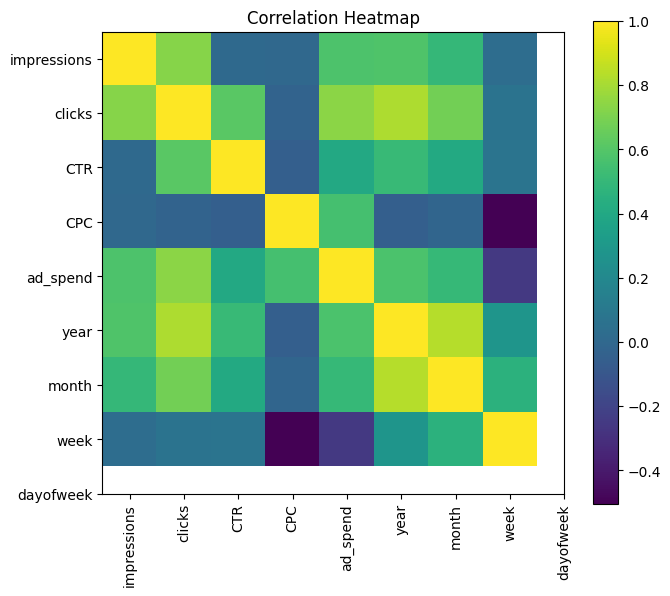 Correlation Heatmap
impressions
clicks
CTR
CPC
ad_spend
year
month
week
dayofweek
impressions
clicks
CTR
CPC
ad_spend
year
month
week
dayofweek
1.0
0.8
0.6
0.4
0.2
0.0
−0.2
−0.4